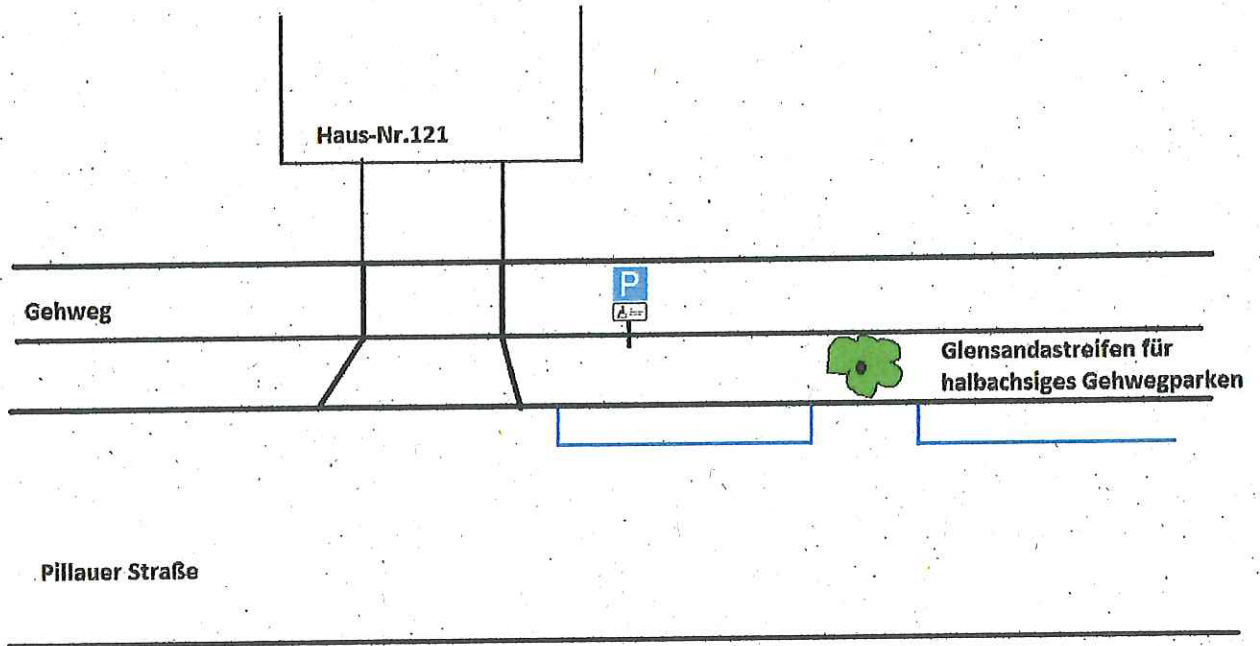 Haus-Nr.121
P
Gehweg
Glensandastreifen für
halbachsiges Gehwegparken
Pillauer Straße